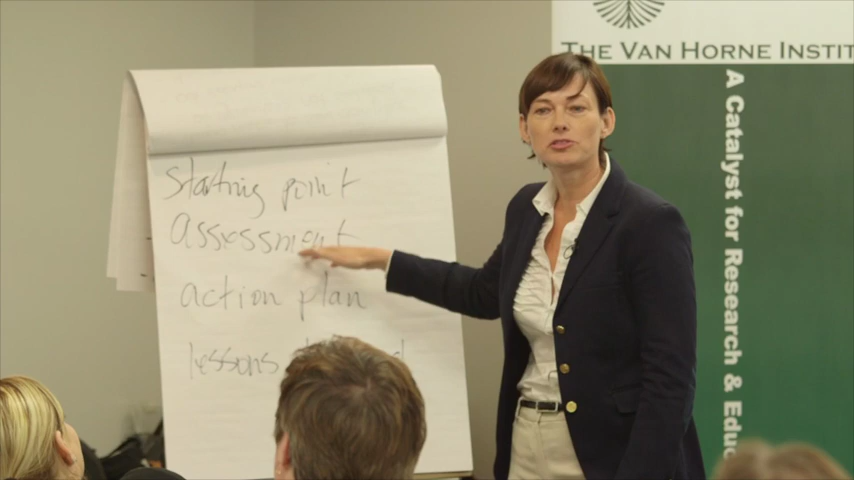 Starting point
assessment
action plan
lessons
THE VAN HORNE INSTIT
A Catalyst for Research & Educ